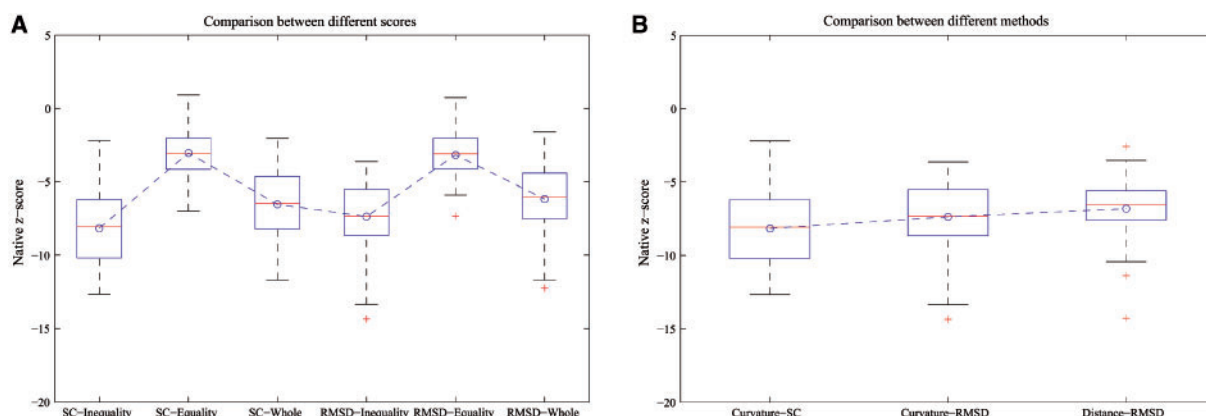 A
Comparison between different scores
5
0
−5
−10
−15
−20
Native z−score
SC−Inequality SC−Equality SC−Whole RMSD−Inequality RMSD−Equality RMSD−Whole
B
Comparison between different methods
5
0
−5
−10
−15
−20
Native z−score
Curvature−SC Curvature−RMSD Distance−RMSD